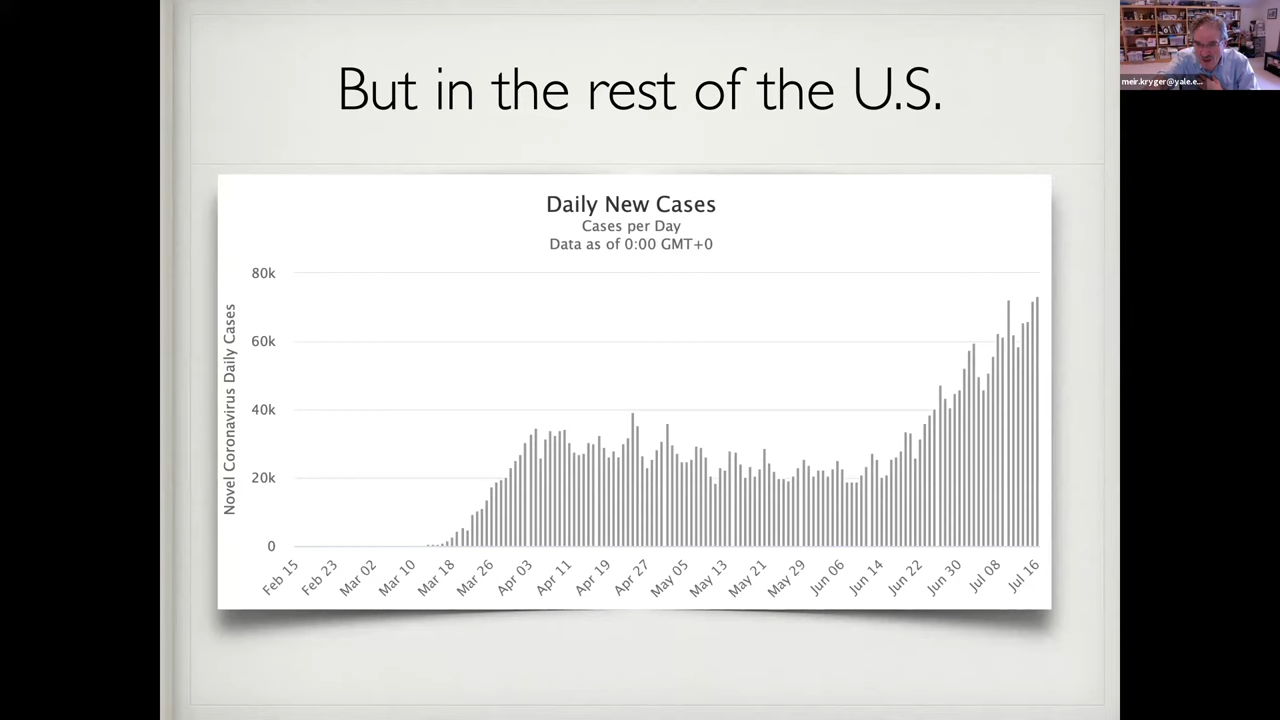 But in the rest of the U.S.
meir.kryger@yale.e...
Daily New Cases
Cases per Day
Data as of 0:00 GMT+0
Novel Coronavirus Daily Cases
80k
60k
40k
20k
0
Feb 15
Feb 23
Mar 02
Mar 10
Mar 18
Mar 26
Apr 03
Apr 11
Apr 19
Apr 27
May 05
May 13
May 21
May 29
Jun 06
Jun 14
Jun 22
Jun 30
Jul 08
Jul 16